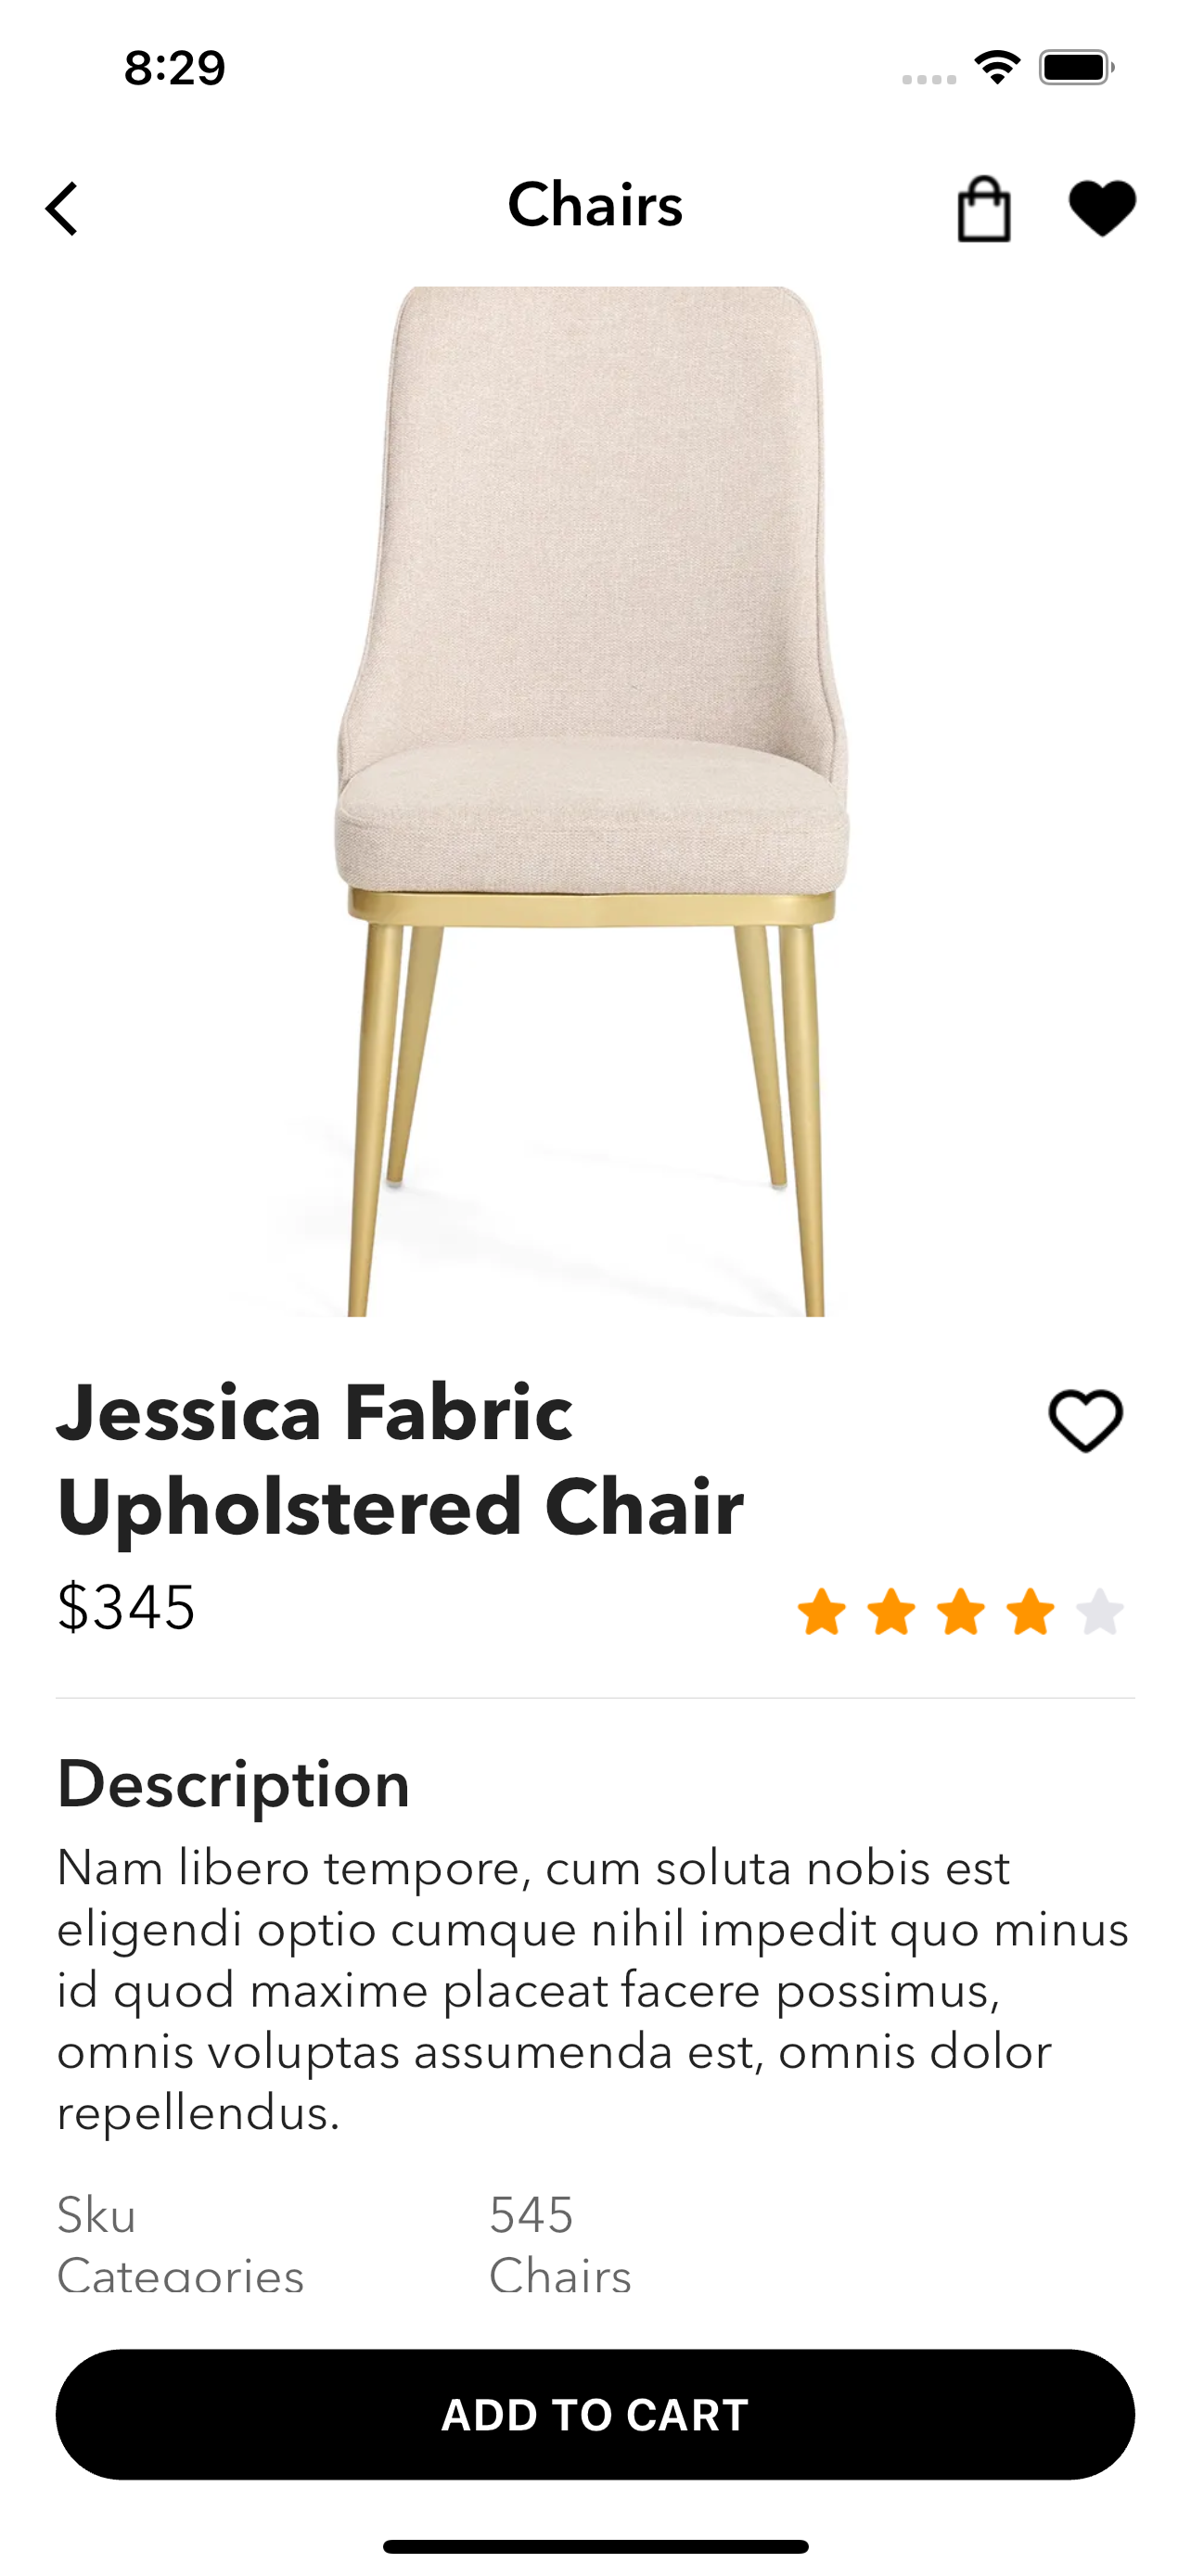 8:29
Chairs
Jessica Fabric
Upholstered Chair
$345
Description
Nam libero tempore, cum soluta nobis est
eligendi optio cumque nihil impedit quo minus
id quod maxime placeat facere possimus,
omnis voluptas assumenda est, omnis dolor
repellendus.
Sku 545
Categories Chairs
ADD TO CART